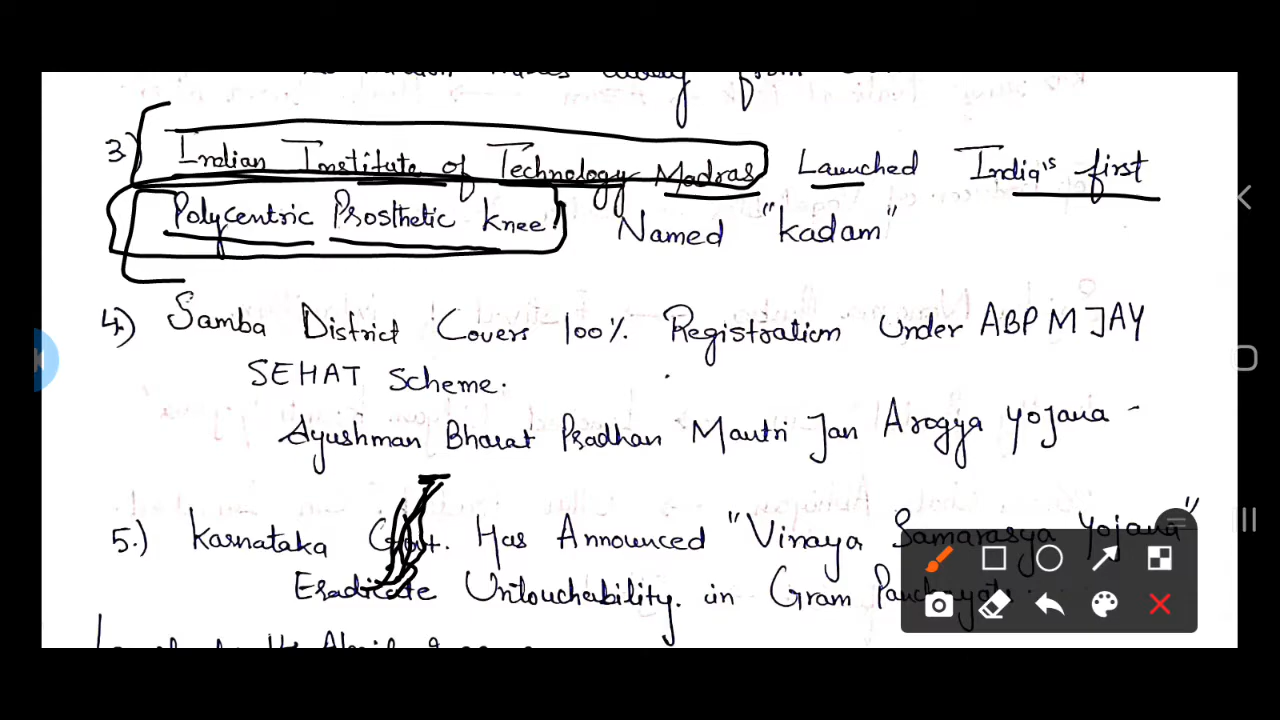 3) Indian Institute of Technology Madras Launched India's first
Polycentric Prosthetic Knee Named "Kadam"
4.) Samba District Covers 100% Registration Under ABPMJAY
SEHAT Scheme.
Ayushman Bharat Pradhan Mantri Jan Arogya Yojana -
5.) Karnataka Govt. Has Announced "Vinaya Samarasya Yojana"
Eradicate Untouchability. in Gram Panchayats.